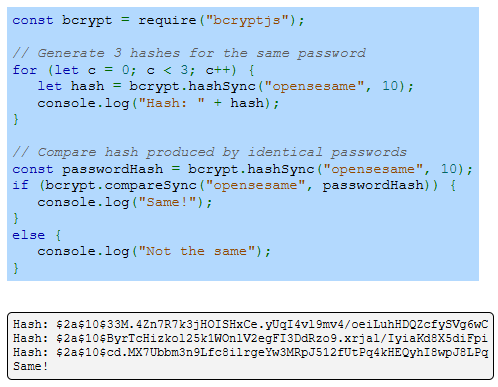 const bcrypt = require("bcryptjs");
// Generate 3 hashes for the same password
for (let c = 0; c < 3; c++) {
let hash = bcrypt.hashSync("opensesame", 10);
console.log("Hash: " + hash);
}
// Compare hash produced by identical passwords
const passwordHash = bcrypt.hashSync("opensesame", 10);
if (bcrypt.compareSync("opensesame", passwordHash)) {
console.log("Same!");
}
else {
console.log("Not the same");
}
Hash: $2a$10$33M.4Zn7R7k3jHOISHxCe.yUqI4vl9mv4/oeiLuhHDQZcfySVg6wC
Hash: $2a$10$ByrTcHizkol25k1WOnlV2egFI3DdRzo9.xrjal/IyiaKd8X5diFpi
Hash: $2a$10$cd.MX7Ubbm3n9Lfc8ilrgeYw3MRpJ512fUtPq4kHEQyhI8wpJ8LPq
Same!